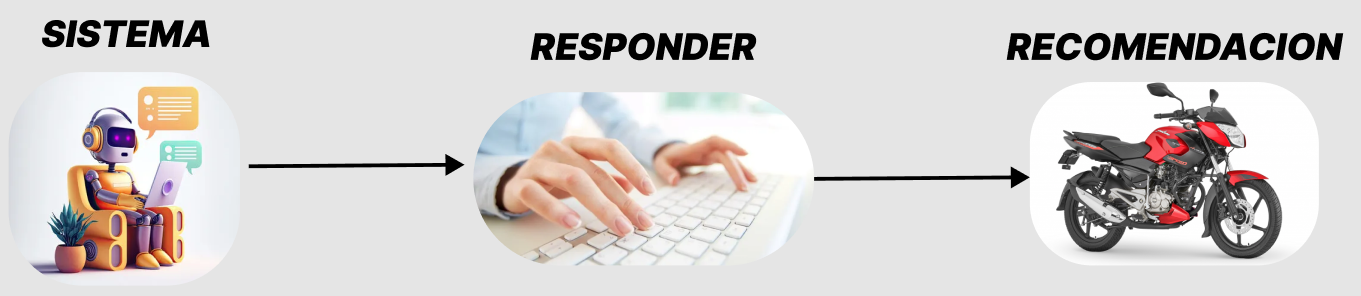 SISTEMA
RESPONDER
RECOMENDACION